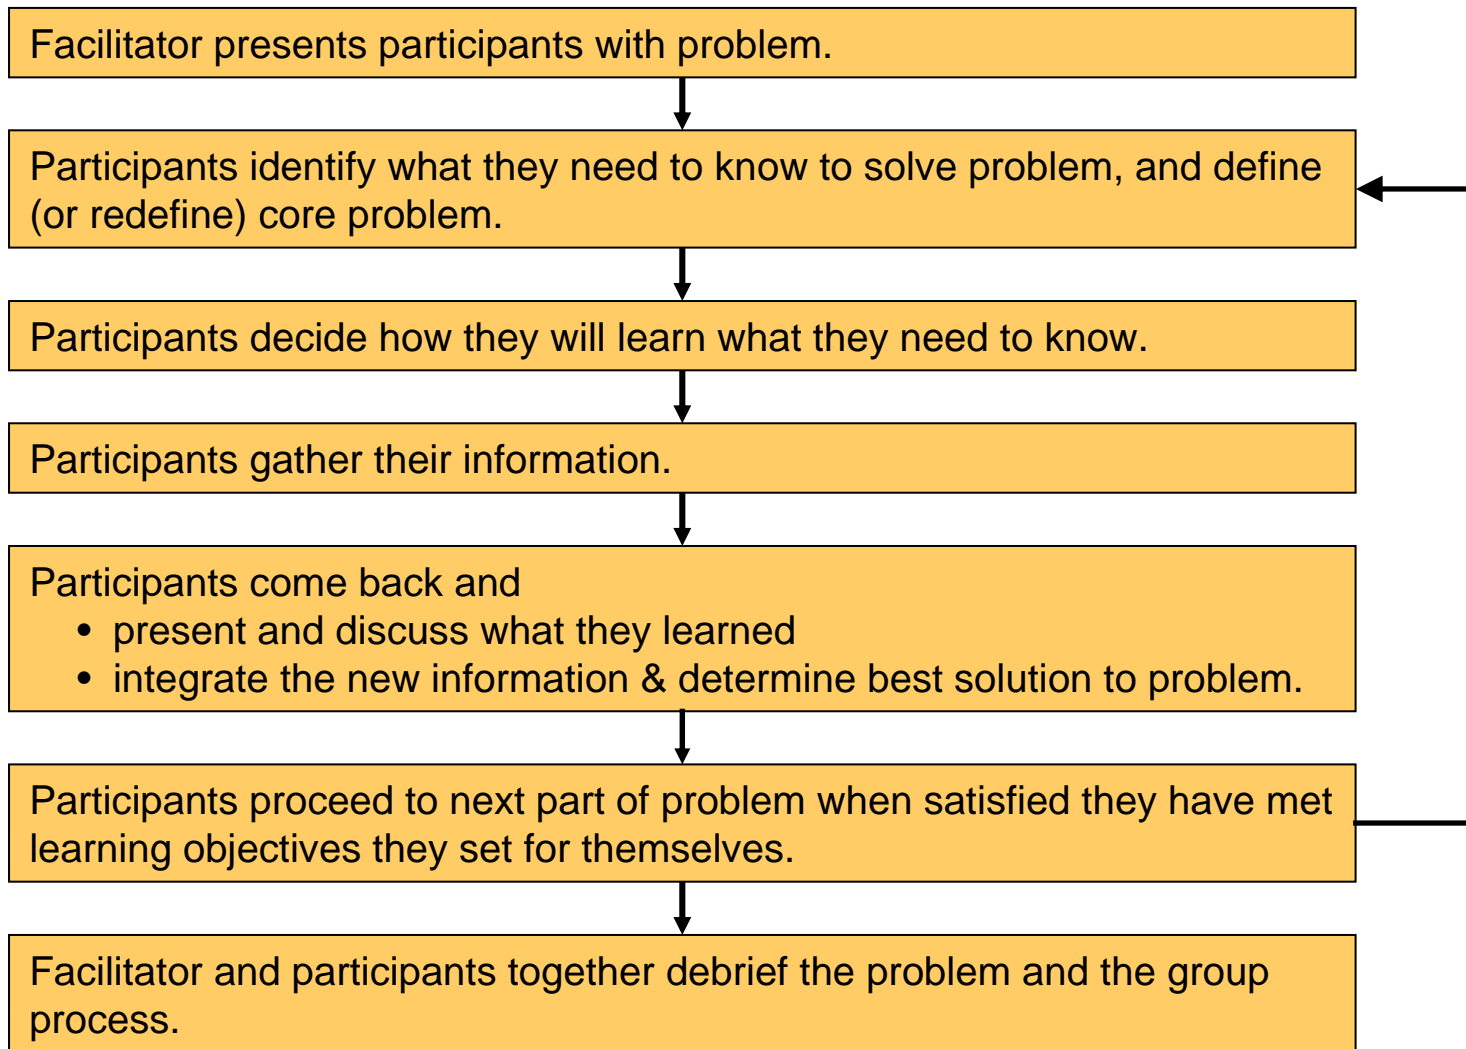 Facilitator presents participants with problem.
Participants identify what they need to know to solve problem, and define
(or redefine) core problem.
Participants decide how they will learn what they need to know.
Participants gather their information.
Participants come back and
• present and discuss what they learned
• integrate the new information & determine best solution to problem.
Participants proceed to next part of problem when satisfied they have met
learning objectives they set for themselves.
Facilitator and participants together debrief the problem and the group
process.